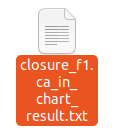 closure_f1.
ca_in_
chart_
result.txt